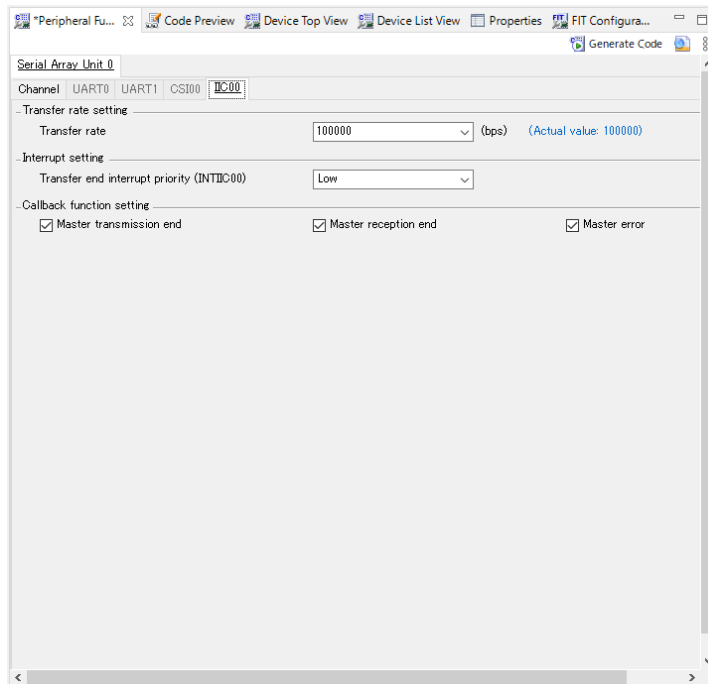 *Peripheral Fu... Code Preview Device Top View Device List View Properties FIT Configura...
Generate Code
Serial Array Unit 0
Channel UART0 UART1 CSI00 IIC00
Transfer rate setting
Transfer rate 100000 (bps) (Actual value: 100000)
Interrupt setting
Transfer end interrupt priority (INTIIC00) Low
Callback function setting
Master transmission end Master reception end Master error